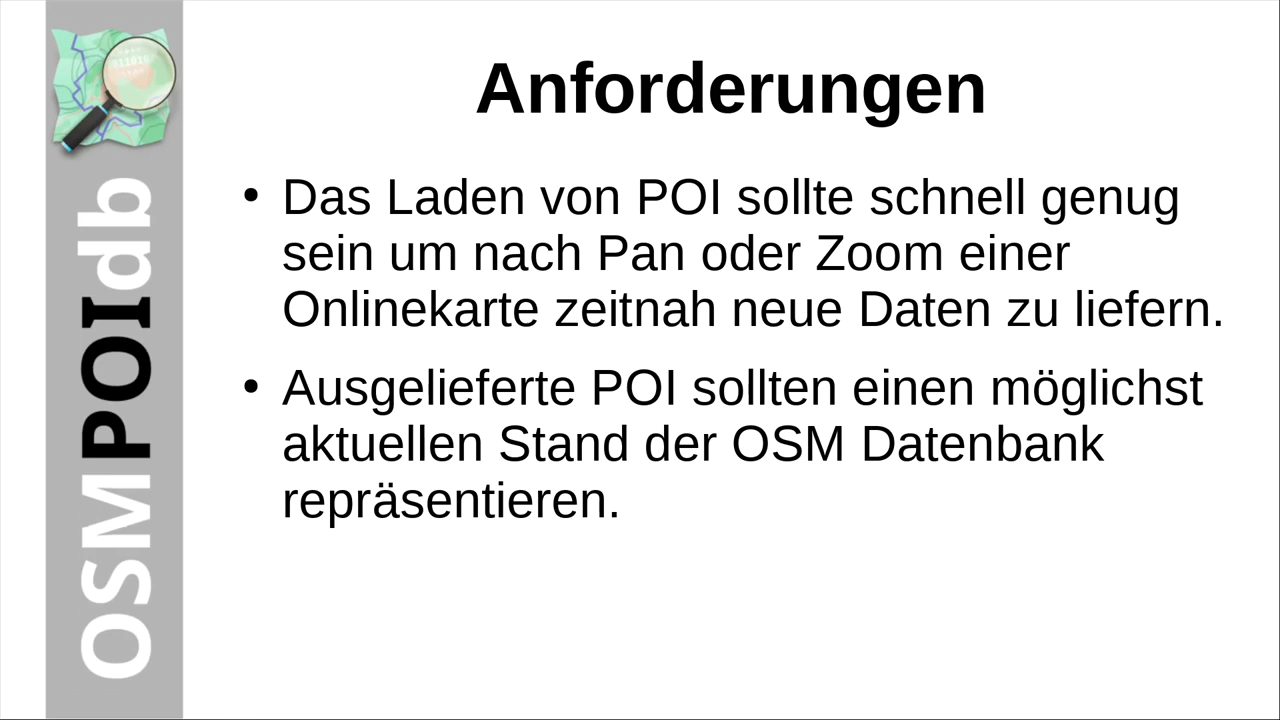 Anforderungen
• Das Laden von POI sollte schnell genug
sein um nach Pan oder Zoom einer
Onlinekarte zeitnah neue Daten zu liefern.
• Ausgelieferte POI sollten einen möglichst
aktuellen Stand der OSM Datenbank
repräsentieren.
OSMPOIdb